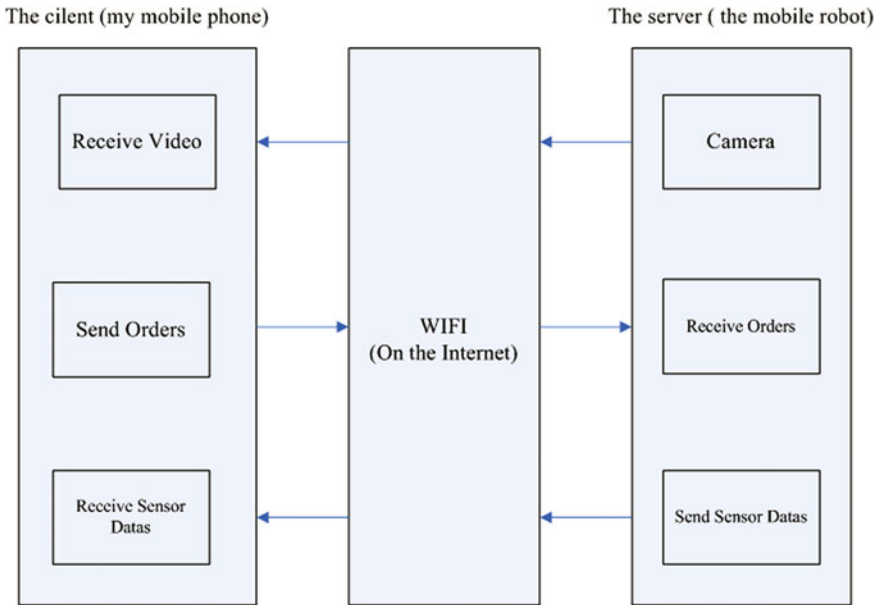 The cilent (my mobile phone)
The server ( the mobile robot)
Receive Video
Camera
Send Orders
WIFI
(On the Internet)
Receive Orders
Receive Sensor
Datas
Send Sensor Datas